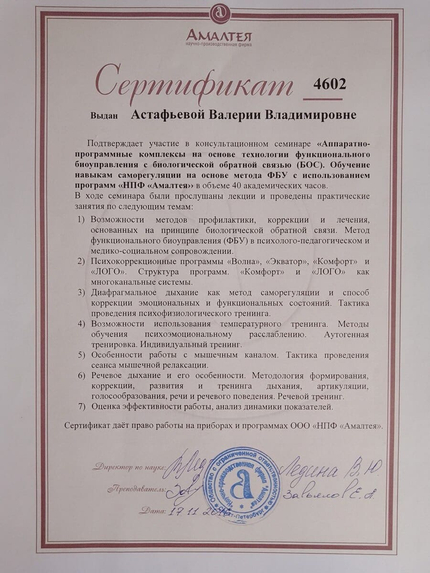 АМАЛТЕЯ
научно-производственная фирма
Сертификат 4602
Выдан Астафьевой Валерии Владимировне
Подтверждает участие в консультационном семинаре «Аппаратно-
программные комплексы на основе технологии функционального
биоуправления с биологической обратной связью (БОС). Обучение
навыкам саморегуляции на основе метода ФБУ с использованием
программ «НПФ «Амалтея»» в объеме 40 академических часов.
В ходе семинара были прослушаны лекции и проведены практические
занятия по следующим темам:
1) Возможности методов профилактики, коррекции и лечения,
основанных на принципе биологической обратной связи. Метод
функционального биоуправления (ФБУ) в психолого-педагогическом и
медико-социальном сопровождении.
2) Психокоррекционные программы «Волна», «Экватор», «Комфорт» и
«ЛОГО». Структура программ «Комфорт» и «ЛОГО» как
многоканальные системы.
3) Диафрагмальное дыхание как метод саморегуляции и способ
коррекции эмоциональных и функциональных состояний. Тактика
проведения психофизиологического тренинга.
4) Возможности использования температурного тренинга. Методы
обучения психоэмоциональному расслаблению. Аутогенная
тренировка. Индивидуальный тренинг.
5) Особенности работы с мышечным каналом. Тактика проведения
сеанса мышечной релаксации.
6) Речевое дыхание и его особенности. Методология формирования,
коррекции, развития и тренинга дыхания, артикуляции,
голосообразования, речи и речевого поведения. Речевой тренинг.
7) Оценка эффективности работы, анализ динамики показателей.
Сертификат даёт право работы на приборах и программах ООО «НПФ «Амалтея».
Директор по науке: Ледина В.Ю
Преподаватель: Завьялов Е.А
Дата: 17.11